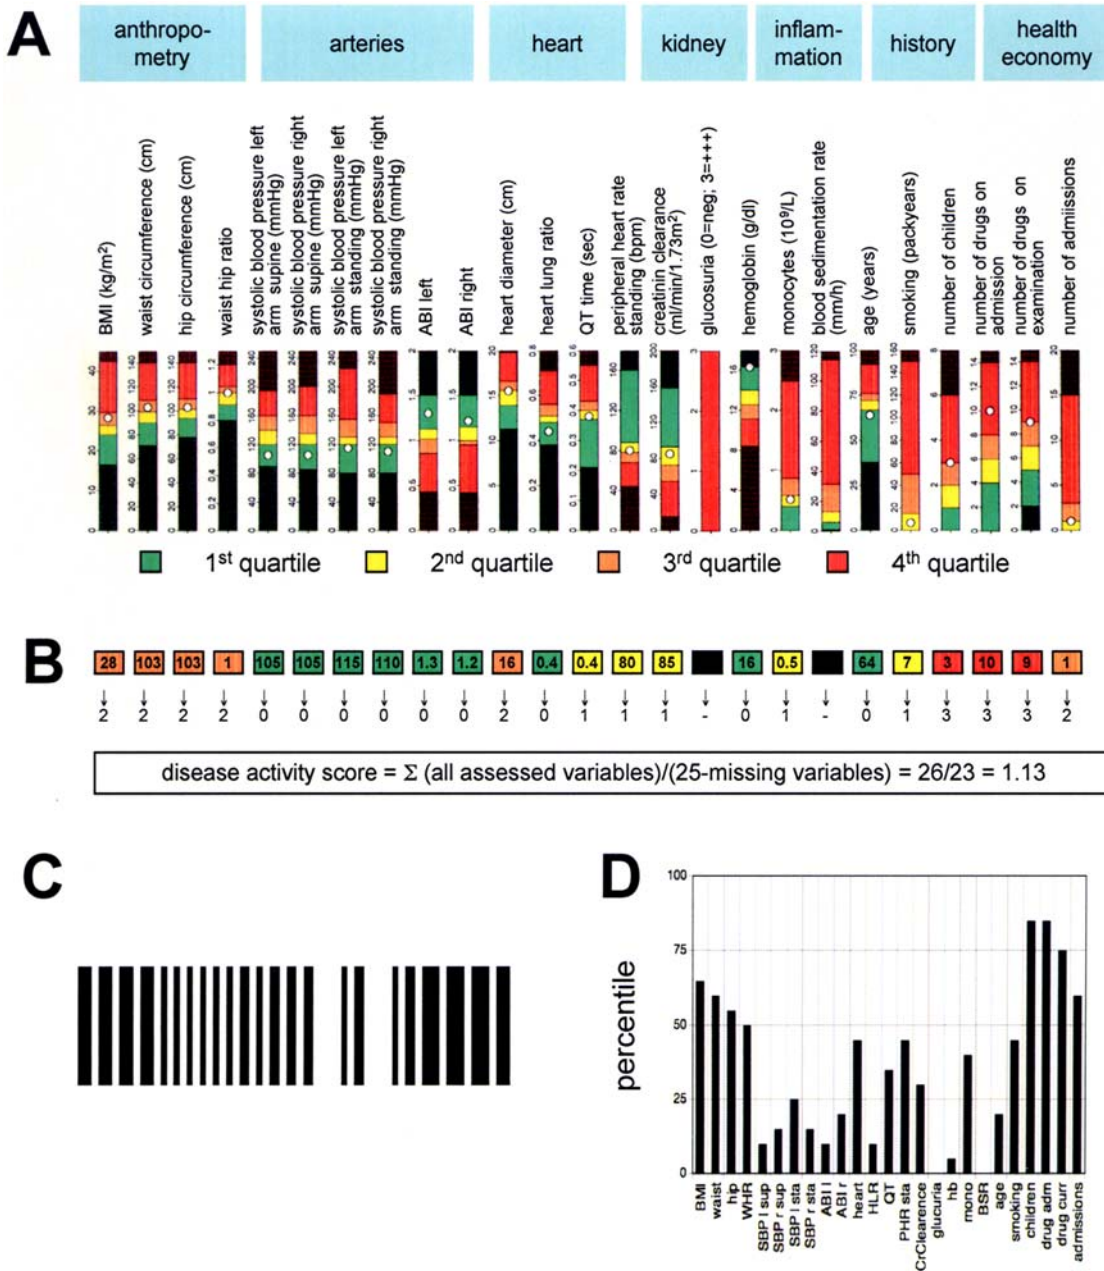 A
anthropo-
metry
arteries
heart
kidney
inflam-
mation
history
health
economy
BMI (kg/m²)
waist circumference (cm)
hip circumference (cm)
waist hip ratio
systolic blood pressure left
arm supine (mmHg)
systolic blood pressure right
arm supine (mmHg)
systolic blood pressure left
arm standing (mmHg)
systolic blood pressure right
arm standing (mmHg)
ABI left
ABI right
heart diameter (cm)
heart lung ratio
QT time (sec)
peripheral heart rate
standing (bpm)
creatinin clearance
(ml/min/1.73m²)
glucosuria (0=neg; 3=+++)
hemoglobin (g/dl)
monocytes (10⁹/L)
blood sedimentation rate
(mm/h)
age (years)
smoking (packyears)
number of children
number of drugs on
admission
number of drugs on
examination
number of admiissions
1st quartile
2nd quartile
3rd quartile
4th quartile
B
28 103 103 1 105 105 115 110 1.3 1.2 16 0.4 0.4 80 85 16 0.5 64 7 3 10 9 1
2 2 2 2 0 0 0 0 0 0 2 0 1 1 1 - 0 1 - 0 1 3 3 3 2
disease activity score = Σ (all assessed variables)/(25-missing variables) = 26/23 = 1.13
C
D
percentile
100
75
50
25
0
BMI
waist
hip
WHR
SBP l sup
SBP r sup
SBP l sta
SBP r sta
ABI l
ABI r
heart
HLR
QT
PHR sta
CrClearence
glucuria
hb
mono
BSR
age
smoking
children
drug adm
drug curr
admissions